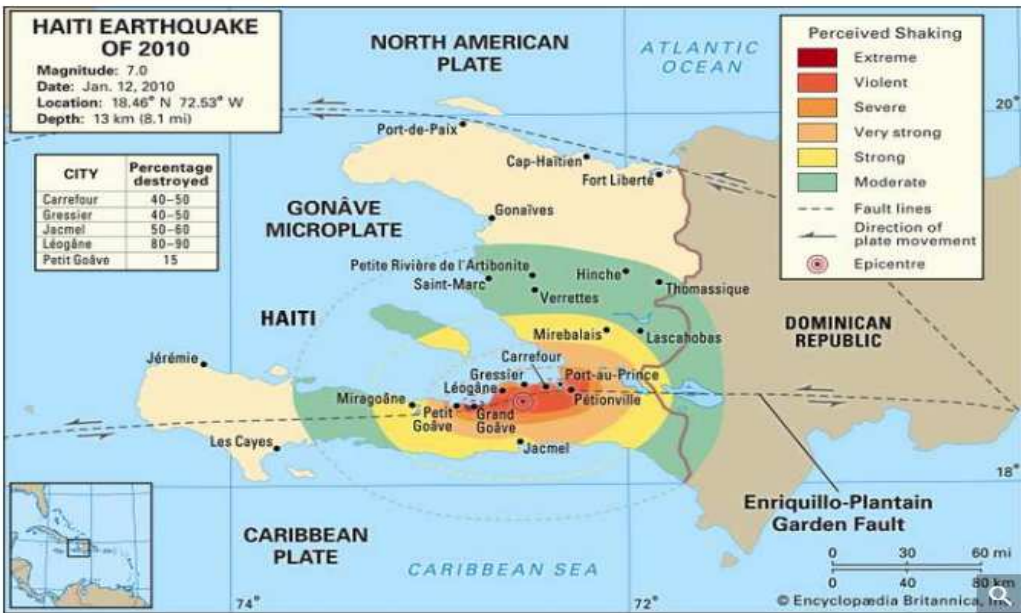 HAITI EARTHQUAKE
OF 2010
Magnitude: 7.0
Date: Jan. 12, 2010
Location: 18.46° N 72.53° W
Depth: 13 km (8.1 mi)
NORTH AMERICAN
PLATE
ATLANTIC
OCEAN
Perceived Shaking
Extreme
Violent
Severe
Very strong
Strong
Moderate
Fault lines
Direction of
plate movement
Epicentre
20°
CITY
Percentage
destroyed
Carrefour 40–50
Gressier 40–50
Jacmel 50–60
Léogâne 80–90
Petit Goâve 15
Port-de-Paix
Cap-Haïtien
Fort Liberté
GONÂVE
MICROPLATE
Gonaïves
Petite Rivière de l'Artibonite
Saint-Marc
Verrettes
Hinche
Thomassique
HAITI
Mirebalais
Lascahobas
DOMINICAN
REPUBLIC
Jérémie
Carrefour
Gressier
Port-au-Prince
Léogâne
Pétionville
Miragoâne
Petit
Goâve
Grand
Goâve
Les Cayes
Jacmel
18°
Enriquillo-Plantain
Garden Fault
CARIBBEAN
PLATE
CARIBBEAN SEA
74°
72°
0 30 60 mi
0 40 80 km
© Encyclopædia Britannica,